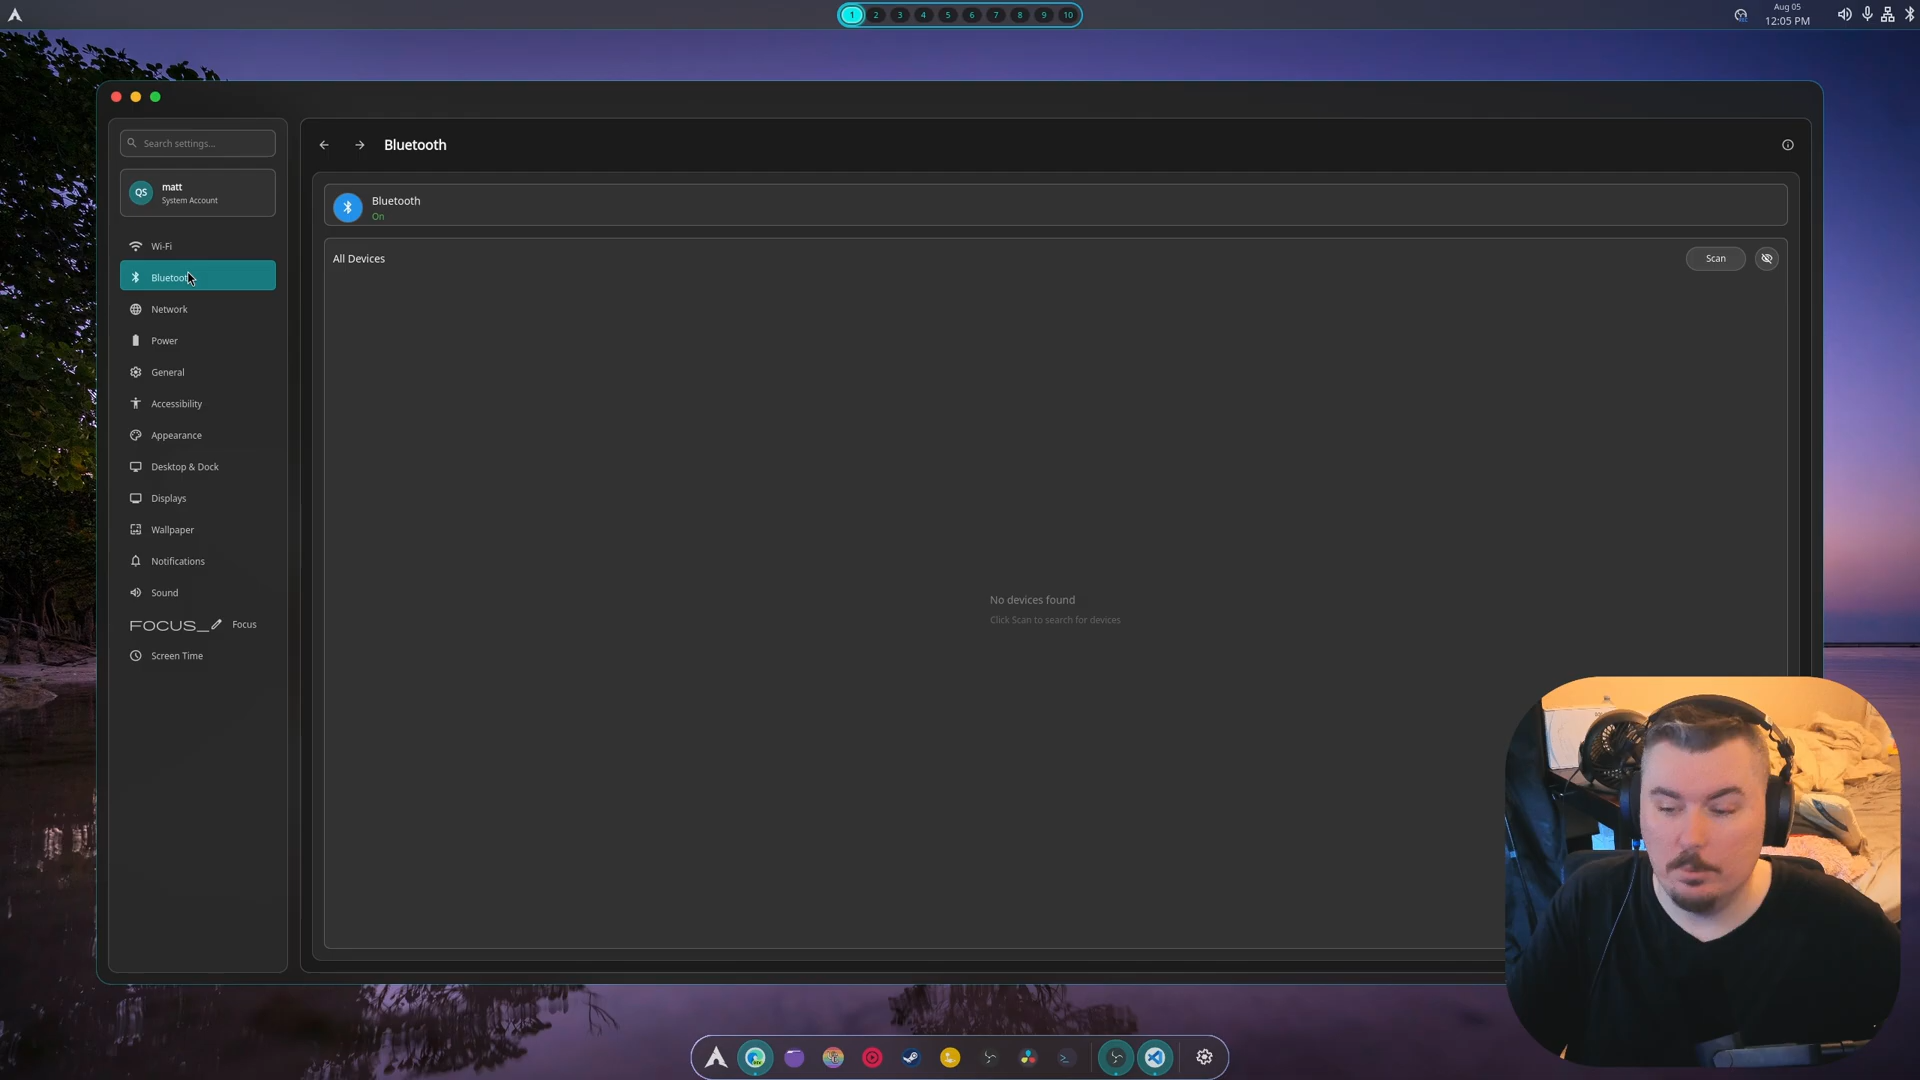 1 2 3 4 5 6 7 8 9 10
Aug 05
12:05 PM
Search settings...
QS
matt
System Account
Wi-Fi
Bluetooth
Network
Power
General
Accessibility
Appearance
Desktop & Dock
Displays
Wallpaper
Notifications
Sound
FOCUS_ Focus
Screen Time
Bluetooth
Bluetooth
On
All Devices
Scan
No devices found
Click Scan to search for devices